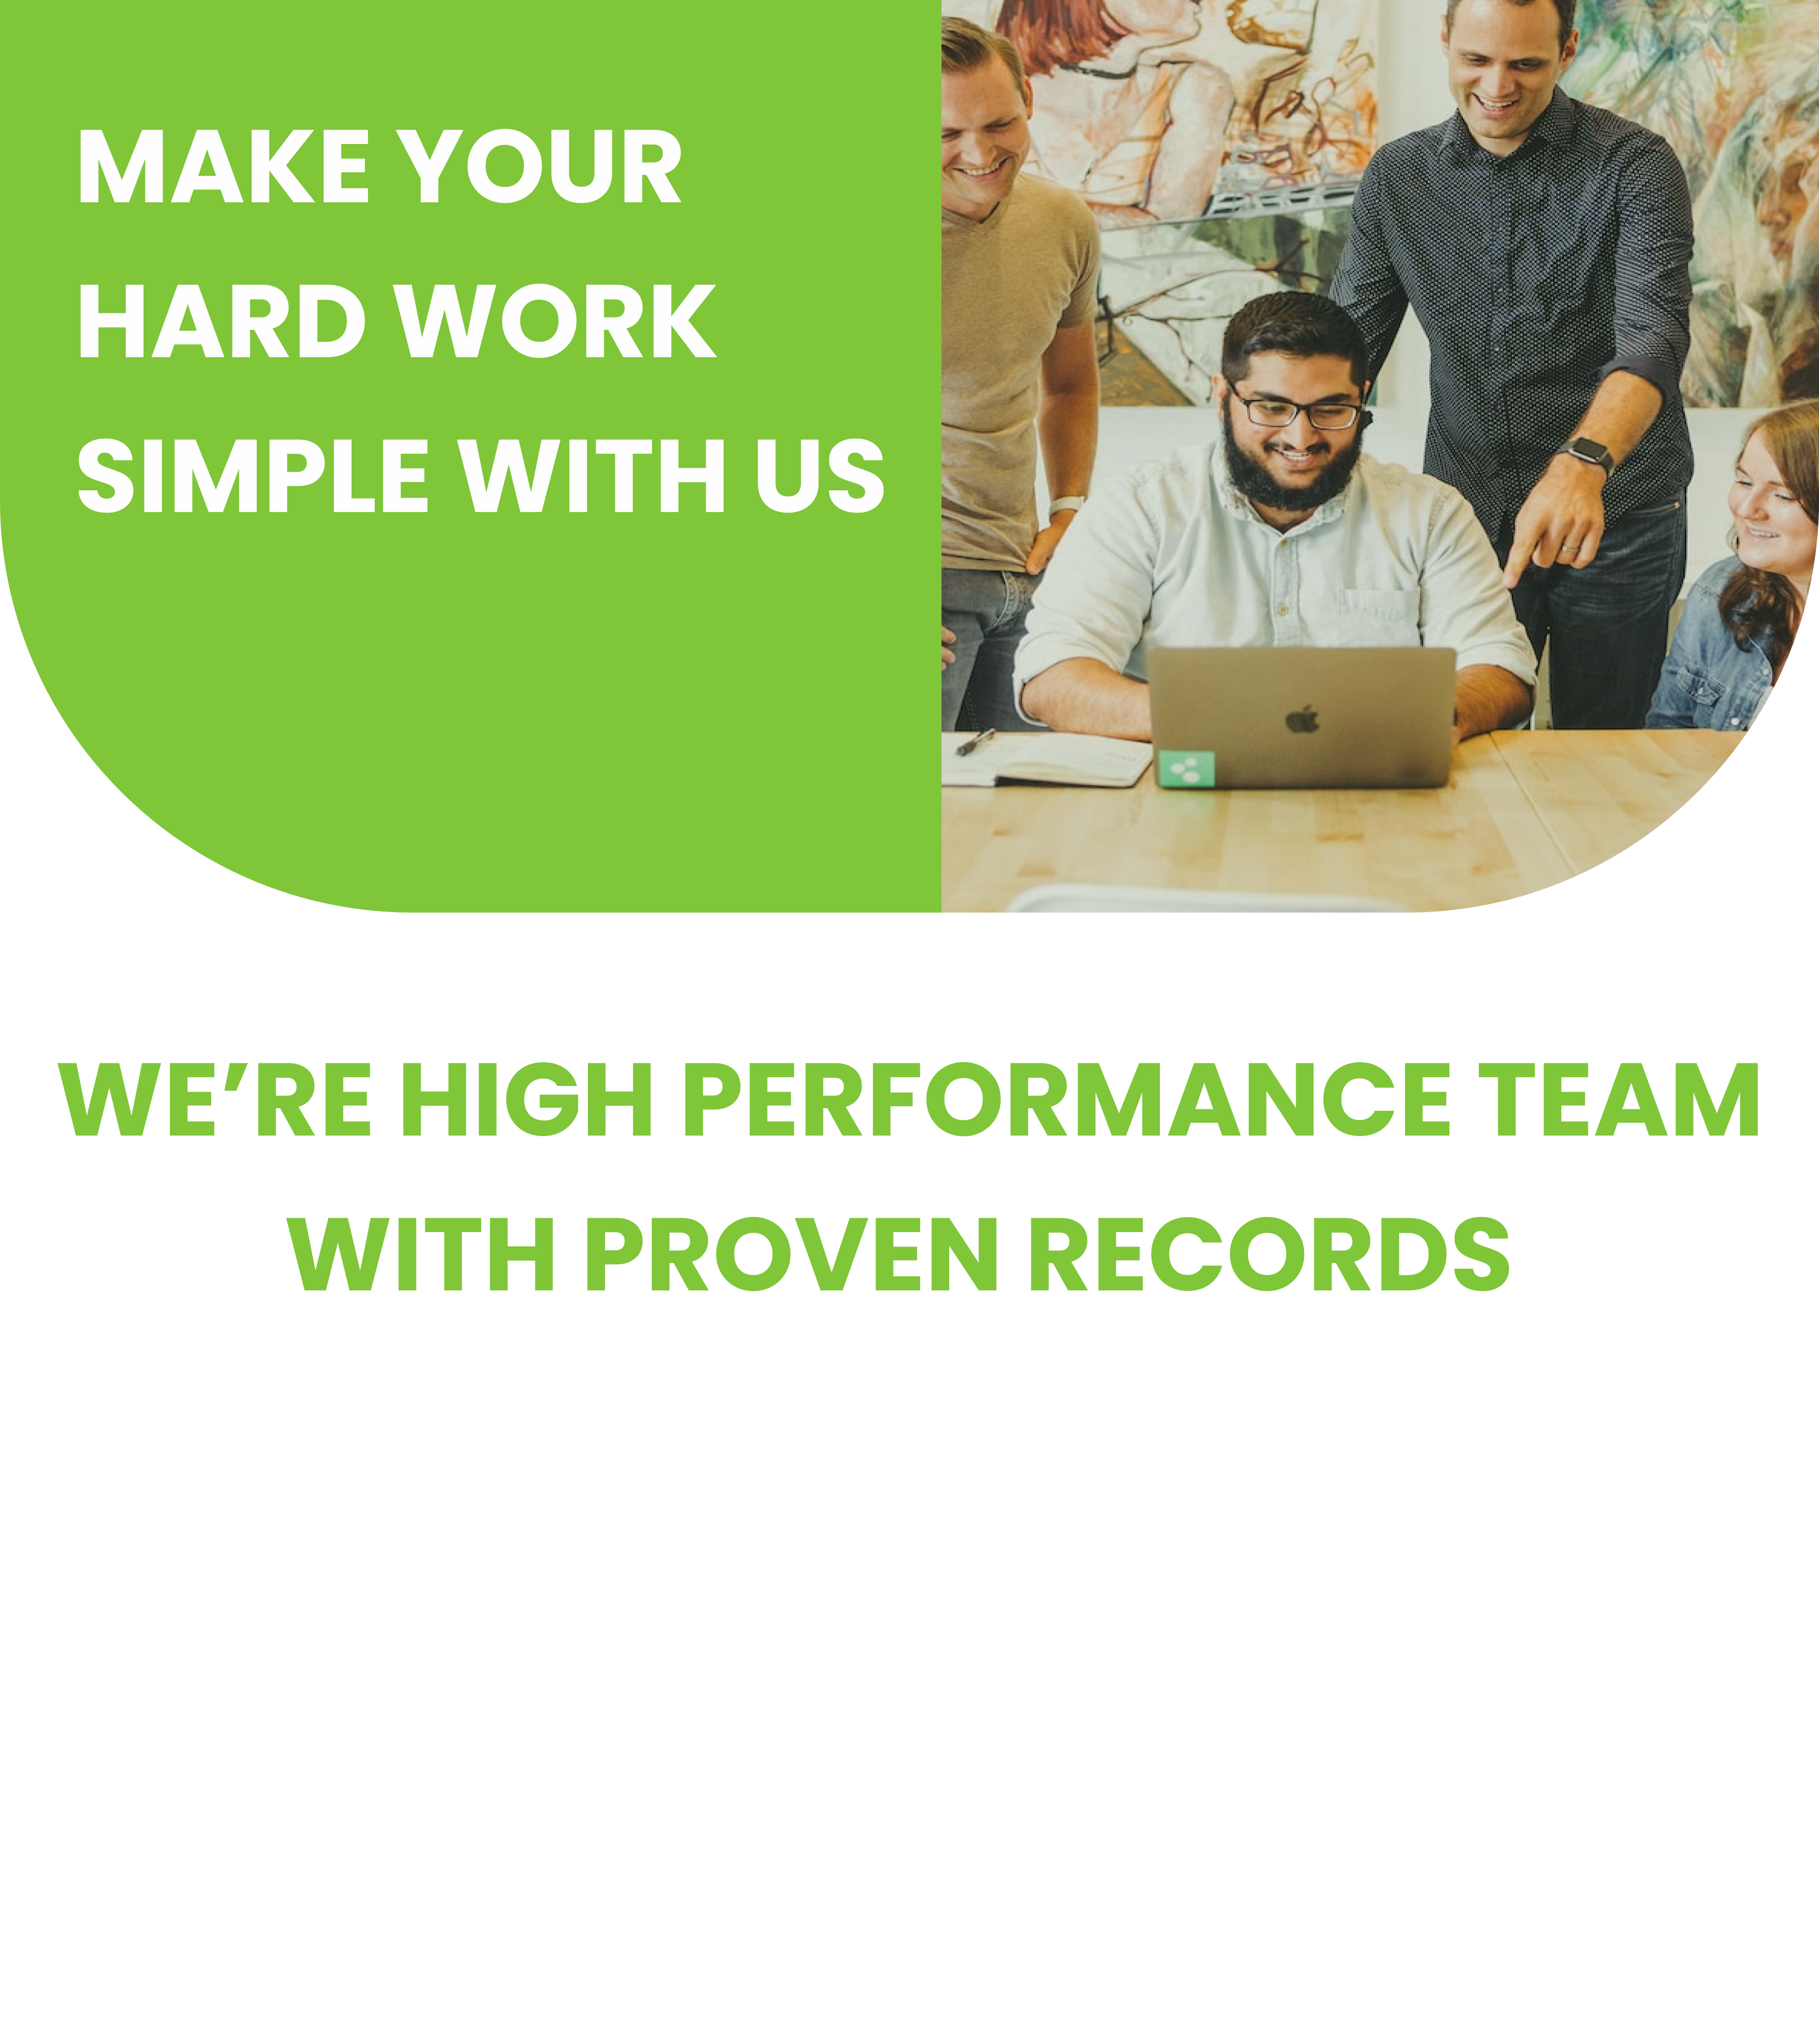 MAKE YOUR
HARD WORK
SIMPLE WITH US
WE’RE HIGH PERFORMANCE TEAM
WITH PROVEN RECORDS